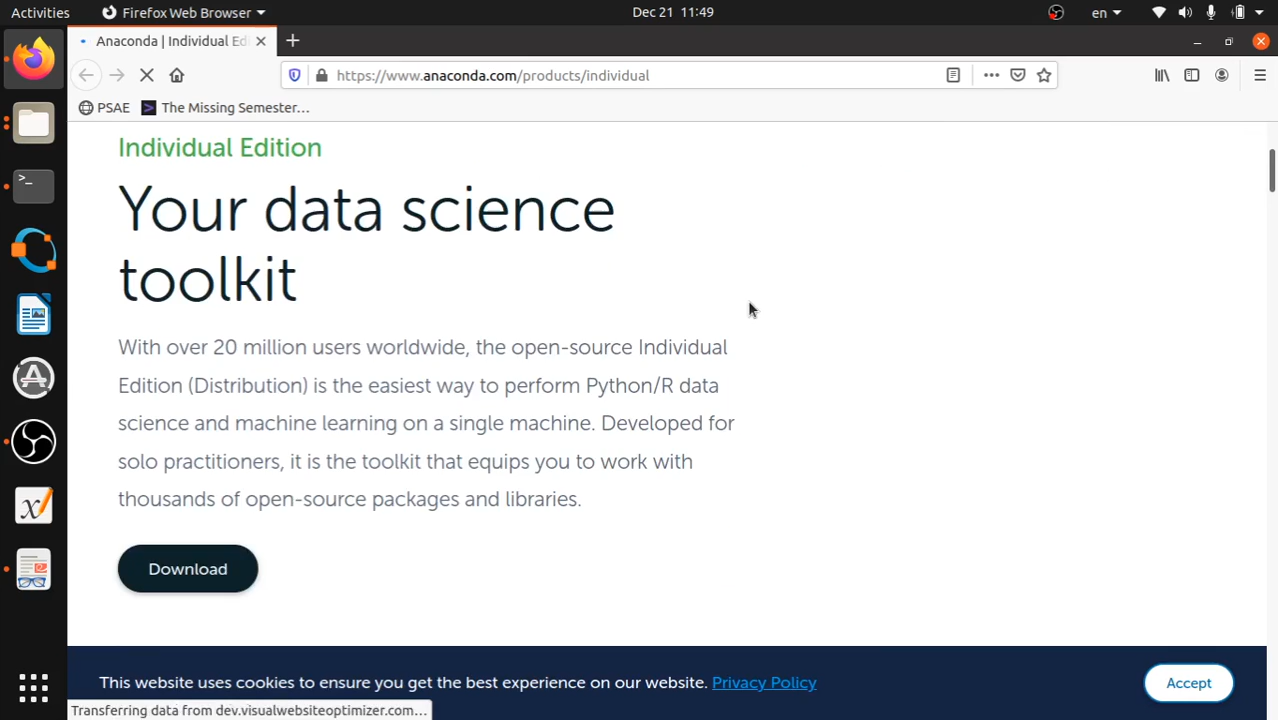 Activities
Firefox Web Browser
Dec 21 11:49
en
Anaconda | Individual Edi
https://www.anaconda.com/products/individual
PSAE
The Missing Semester...
Individual Edition
Your data science
toolkit
With over 20 million users worldwide, the open-source Individual
Edition (Distribution) is the easiest way to perform Python/R data
science and machine learning on a single machine. Developed for
solo practitioners, it is the toolkit that equips you to work with
thousands of open-source packages and libraries.
Download
This website uses cookies to ensure you get the best experience on our website. Privacy Policy
Accept
Transferring data from dev.visualwebsiteoptimizer.com...